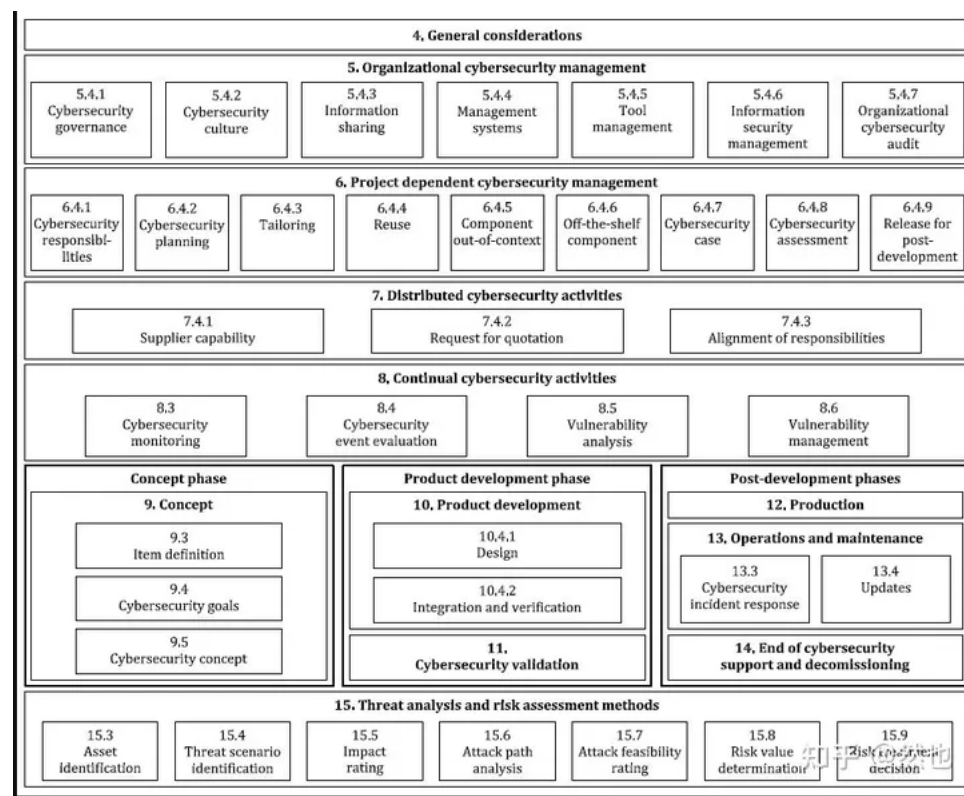 4. General considerations
5. Organizational cybersecurity management
5.4.1
Cybersecurity
governance
5.4.2
Cybersecurity
culture
5.4.3
Information
sharing
5.4.4
Management
systems
5.4.5
Tool
management
5.4.6
Information
security
management
5.4.7
Organizational
cybersecurity
audit
6. Project dependent cybersecurity management
6.4.1
Cybersecurity
responsibi-
lities
6.4.2
Cybersecurity
planning
6.4.3
Tailoring
6.4.4
Reuse
6.4.5
Component
out-of-context
6.4.6
Off-the-shelf
component
6.4.7
Cybersecurity
case
6.4.8
Cybersecurity
assessment
6.4.9
Release for
post-
development
7. Distributed cybersecurity activities
7.4.1
Supplier capability
7.4.2
Request for quotation
7.4.3
Alignment of responsibilities
8. Continual cybersecurity activities
8.3
Cybersecurity
monitoring
8.4
Cybersecurity
event evaluation
8.5
Vulnerability
analysis
8.6
Vulnerability
management
Concept phase
9. Concept
9.3
Item definition
9.4
Cybersecurity goals
9.5
Cybersecurity concept
Product development phase
10. Product development
10.4.1
Design
10.4.2
Integration and verification
11.
Cybersecurity validation
Post-development phases
12. Production
13. Operations and maintenance
13.3
Cybersecurity
incident response
13.4
Updates
14. End of cybersecurity
support and decomissioning
15. Threat analysis and risk assessment methods
15.3
Asset
identification
15.4
Threat scenario
identification
15.5
Impact
rating
15.6
Attack path
analysis
15.7
Attack feasibility
rating
15.8
Risk value
determination
15.9
Risk
decision
知乎 @然也